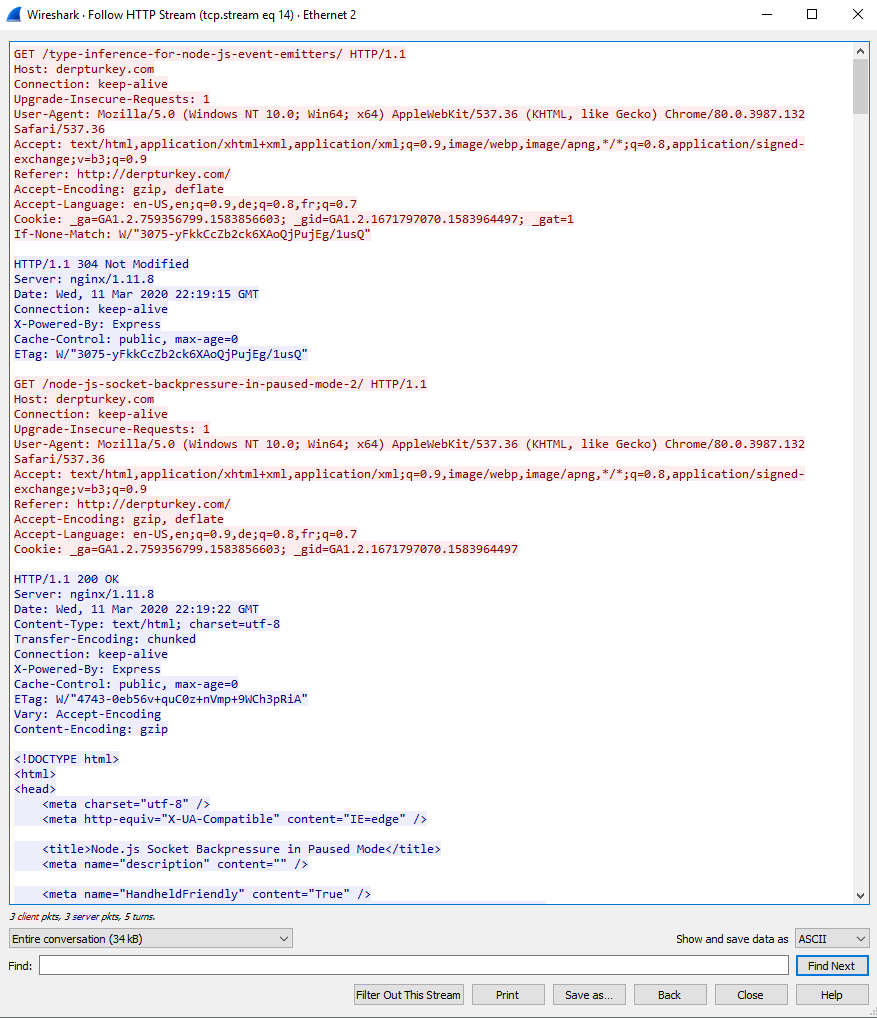 Wireshark · Follow HTTP Stream (tcp.stream eq 14) · Ethernet 2
GET /type-inference-for-node-js-event-emitters/ HTTP/1.1
Host: derpturkey.com
Connection: keep-alive
Upgrade-Insecure-Requests: 1
User-Agent: Mozilla/5.0 (Windows NT 10.0; Win64; x64) AppleWebKit/537.36 (KHTML, like Gecko) Chrome/80.0.3987.132
Safari/537.36
Accept: text/html,application/xhtml+xml,application/xml;q=0.9,image/webp,image/apng,*/*;q=0.8,application/signed-
exchange;v=b3;q=0.9
Referer: http://derpturkey.com/
Accept-Encoding: gzip, deflate
Accept-Language: en-US,en;q=0.9,de;q=0.8,fr;q=0.7
Cookie: _ga=GA1.2.759356799.1583856603; _gid=GA1.2.1671797070.1583964497; _gat=1
If-None-Match: W/"3075-yFkkCcZb2ck6XAoQjPujEg/1usQ"
HTTP/1.1 304 Not Modified
Server: nginx/1.11.8
Date: Wed, 11 Mar 2020 22:19:15 GMT
Connection: keep-alive
X-Powered-By: Express
Cache-Control: public, max-age=0
ETag: W/"3075-yFkkCcZb2ck6XAoQjPujEg/1usQ"
GET /node-js-socket-backpressure-in-paused-mode-2/ HTTP/1.1
Host: derpturkey.com
Connection: keep-alive
Upgrade-Insecure-Requests: 1
User-Agent: Mozilla/5.0 (Windows NT 10.0; Win64; x64) AppleWebKit/537.36 (KHTML, like Gecko) Chrome/80.0.3987.132
Safari/537.36
Accept: text/html,application/xhtml+xml,application/xml;q=0.9,image/webp,image/apng,*/*;q=0.8,application/signed-
exchange;v=b3;q=0.9
Referer: http://derpturkey.com/
Accept-Encoding: gzip, deflate
Accept-Language: en-US,en;q=0.9,de;q=0.8,fr;q=0.7
Cookie: _ga=GA1.2.759356799.1583856603; _gid=GA1.2.1671797070.1583964497
HTTP/1.1 200 OK
Server: nginx/1.11.8
Date: Wed, 11 Mar 2020 22:19:22 GMT
Content-Type: text/html; charset=utf-8
Transfer-Encoding: chunked
Connection: keep-alive
X-Powered-By: Express
Cache-Control: public, max-age=0
ETag: W/"4743-0eb56v+quC0z+nVmp+9WCh3pRiA"
Vary: Accept-Encoding
Content-Encoding: gzip
<!DOCTYPE html>
<html>
<head>
<meta charset="utf-8" />
<meta http-equiv="X-UA-Compatible" content="IE=edge" />
<title>Node.js Socket Backpressure in Paused Mode</title>
<meta name="description" content="" />
<meta name="HandheldFriendly" content="True" />
3 client pkts, 3 server pkts, 5 turns.
Entire conversation (34 kB)
Show and save data as ASCII
Find:
Find Next
Filter Out This Stream
Print
Save as...
Back
Close
Help